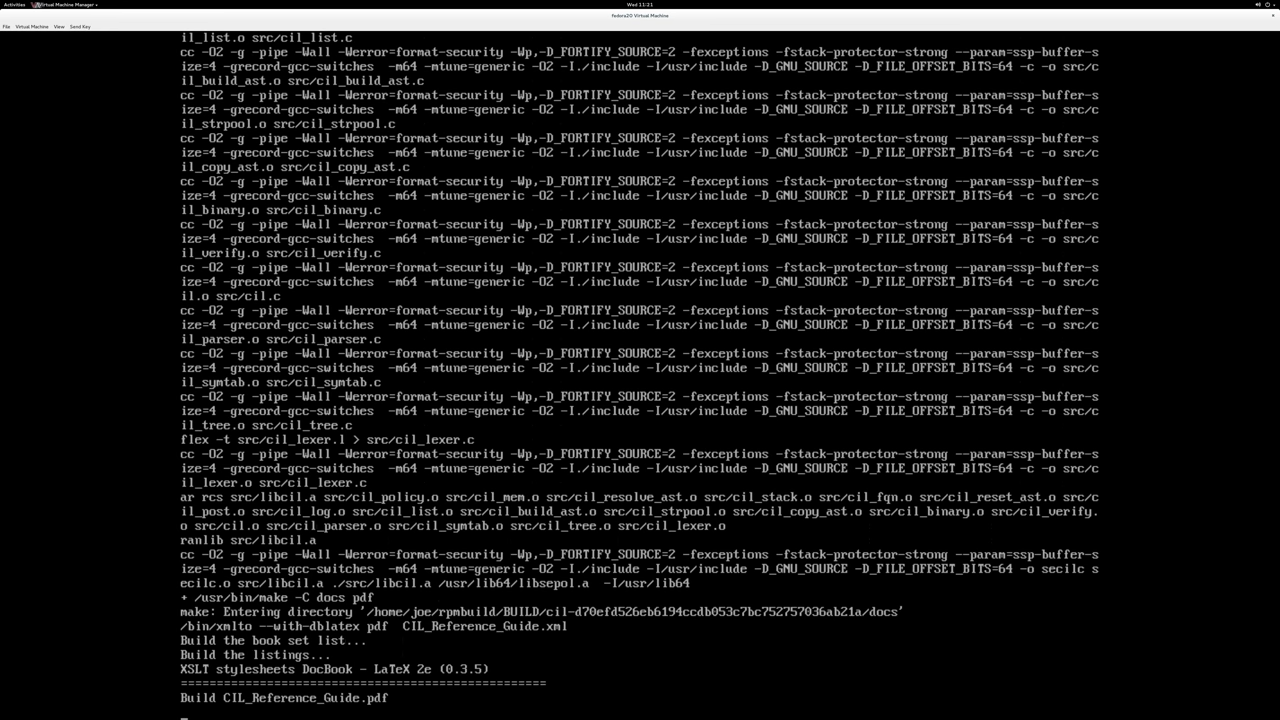 Activities Virtual Machine Manager Wed 11:21
Fedora20 Virtual Machine ×
File Virtual Machine View Send Key
il_list.o src/cil_list.c
cc -O2 -g -pipe -Wall -Werror=format-security -Wp,-D_FORTIFY_SOURCE=2 -fexceptions -fstack-protector-strong --param=ssp-buffer-s
ize=4 -grecord-gcc-switches  -m64 -mtune=generic -O2 -I./include -I/usr/include -D_GNU_SOURCE -D_FILE_OFFSET_BITS=64 -c -o src/c
il_build_ast.o src/cil_build_ast.c
cc -O2 -g -pipe -Wall -Werror=format-security -Wp,-D_FORTIFY_SOURCE=2 -fexceptions -fstack-protector-strong --param=ssp-buffer-s
ize=4 -grecord-gcc-switches  -m64 -mtune=generic -O2 -I./include -I/usr/include -D_GNU_SOURCE -D_FILE_OFFSET_BITS=64 -c -o src/c
il_strpool.o src/cil_strpool.c
cc -O2 -g -pipe -Wall -Werror=format-security -Wp,-D_FORTIFY_SOURCE=2 -fexceptions -fstack-protector-strong --param=ssp-buffer-s
ize=4 -grecord-gcc-switches  -m64 -mtune=generic -O2 -I./include -I/usr/include -D_GNU_SOURCE -D_FILE_OFFSET_BITS=64 -c -o src/c
il_copy_ast.o src/cil_copy_ast.c
cc -O2 -g -pipe -Wall -Werror=format-security -Wp,-D_FORTIFY_SOURCE=2 -fexceptions -fstack-protector-strong --param=ssp-buffer-s
ize=4 -grecord-gcc-switches  -m64 -mtune=generic -O2 -I./include -I/usr/include -D_GNU_SOURCE -D_FILE_OFFSET_BITS=64 -c -o src/c
il_binary.o src/cil_binary.c
cc -O2 -g -pipe -Wall -Werror=format-security -Wp,-D_FORTIFY_SOURCE=2 -fexceptions -fstack-protector-strong --param=ssp-buffer-s
ize=4 -grecord-gcc-switches  -m64 -mtune=generic -O2 -I./include -I/usr/include -D_GNU_SOURCE -D_FILE_OFFSET_BITS=64 -c -o src/c
il_verify.o src/cil_verify.c
cc -O2 -g -pipe -Wall -Werror=format-security -Wp,-D_FORTIFY_SOURCE=2 -fexceptions -fstack-protector-strong --param=ssp-buffer-s
ize=4 -grecord-gcc-switches  -m64 -mtune=generic -O2 -I./include -I/usr/include -D_GNU_SOURCE -D_FILE_OFFSET_BITS=64 -c -o src/c
il.o src/cil.c
cc -O2 -g -pipe -Wall -Werror=format-security -Wp,-D_FORTIFY_SOURCE=2 -fexceptions -fstack-protector-strong --param=ssp-buffer-s
ize=4 -grecord-gcc-switches  -m64 -mtune=generic -O2 -I./include -I/usr/include -D_GNU_SOURCE -D_FILE_OFFSET_BITS=64 -c -o src/c
il_parser.o src/cil_parser.c
cc -O2 -g -pipe -Wall -Werror=format-security -Wp,-D_FORTIFY_SOURCE=2 -fexceptions -fstack-protector-strong --param=ssp-buffer-s
ize=4 -grecord-gcc-switches  -m64 -mtune=generic -O2 -I./include -I/usr/include -D_GNU_SOURCE -D_FILE_OFFSET_BITS=64 -c -o src/c
il_symtab.o src/cil_symtab.c
cc -O2 -g -pipe -Wall -Werror=format-security -Wp,-D_FORTIFY_SOURCE=2 -fexceptions -fstack-protector-strong --param=ssp-buffer-s
ize=4 -grecord-gcc-switches  -m64 -mtune=generic -O2 -I./include -I/usr/include -D_GNU_SOURCE -D_FILE_OFFSET_BITS=64 -c -o src/c
il_tree.o src/cil_tree.c
flex -t src/cil_lexer.l > src/cil_lexer.c
cc -O2 -g -pipe -Wall -Werror=format-security -Wp,-D_FORTIFY_SOURCE=2 -fexceptions -fstack-protector-strong --param=ssp-buffer-s
ize=4 -grecord-gcc-switches  -m64 -mtune=generic -O2 -I./include -I/usr/include -D_GNU_SOURCE -D_FILE_OFFSET_BITS=64 -c -o src/c
il_lexer.o src/cil_lexer.c
ar rcs src/libcil.a src/cil_policy.o src/cil_mem.o src/cil_resolve_ast.o src/cil_stack.o src/cil_fqn.o src/cil_reset_ast.o src/c
il_post.o src/cil_log.o src/cil_list.o src/cil_build_ast.o src/cil_strpool.o src/cil_copy_ast.o src/cil_binary.o src/cil_verify.
o src/cil.o src/cil_parser.o src/cil_symtab.o src/cil_tree.o src/cil_lexer.o
ranlib src/libcil.a
cc -O2 -g -pipe -Wall -Werror=format-security -Wp,-D_FORTIFY_SOURCE=2 -fexceptions -fstack-protector-strong --param=ssp-buffer-s
ize=4 -grecord-gcc-switches  -m64 -mtune=generic -O2 -I./include -I/usr/include -D_GNU_SOURCE -D_FILE_OFFSET_BITS=64 -o secilc s
ecilc.o src/libcil.a ./src/libcil.a /usr/lib64/libsepol.a  -I/usr/lib64
+ /usr/bin/make -C docs pdf
make: Entering directory '/home/joe/rpmbuild/BUILD/cil-d70efd526eb6194ccdb053c7bc752757036ab21a/docs'
/bin/xmlto --with-dblatex pdf  CIL_Reference_Guide.xml
Build the book set list...
Build the listings...
XSLT stylesheets DocBook - LaTeX 2e (0.3.5)
===================================================
Build CIL_Reference_Guide.pdf